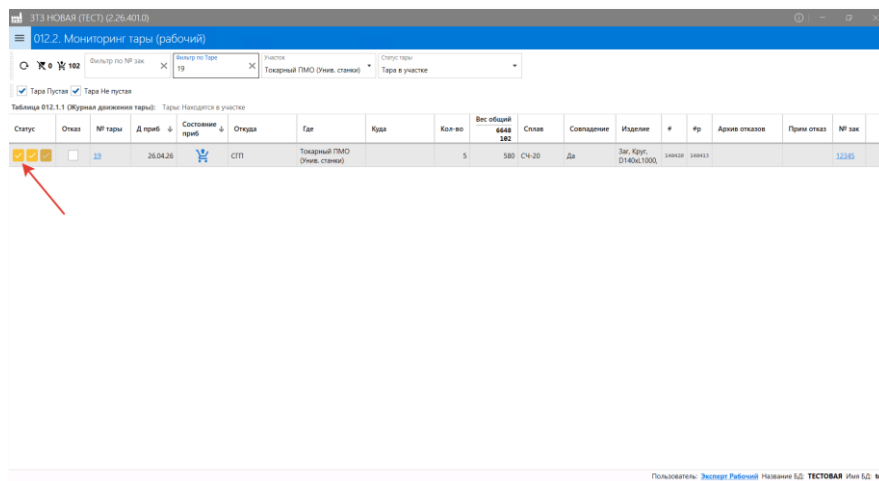 ЗТЗ НОВАЯ (ТЕСТ) (2.26.401.0)
012.2. Мониторинг тары (рабочий)
0 102 Фильтр по № зак Фильтр по Таре 19 Участок Токарный ПМО (Унив. станки) Статус тары Тара в участке
Тара Пустая Тара Не пустая
Таблица 012.1.1 (Журнал движения тары): Тары: Находятся в участке
Статус Отказ № тары Д приб Состояние приб Откуда Где Куда Кол-во Вес общий 6648 102 Сплав Совпадение Изделие # #р Архив отказов Прим отказ № зак
19 26.04.26 СГП Токарный ПМО (Унив. станки) 5 580 СЧ-20 Да Заг, Круг, D140xL1000, 12345
Пользователь: Эксперт Рабочий Название БД: ТЕСТОВАЯ Имя БД: